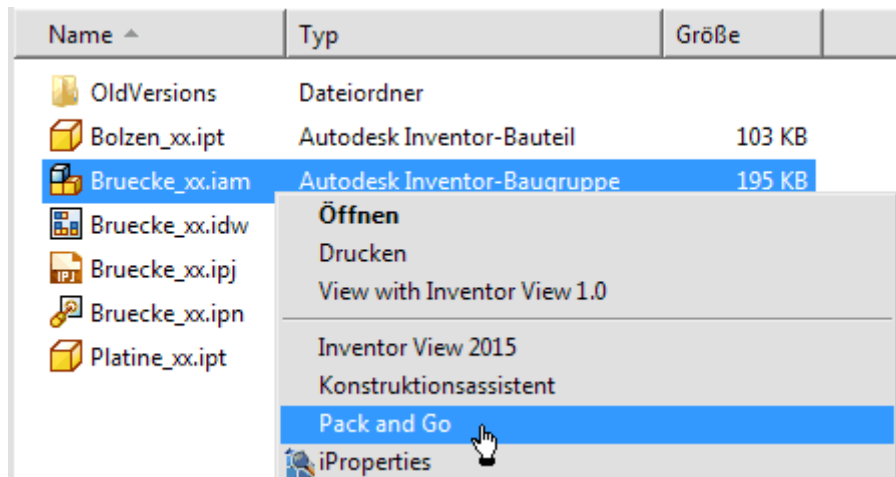 Name Typ Größe
OldVersions Dateiordner
Bolzen_xx.ipt Autodesk Inventor-Bauteil 103 KB
Bruecke_xx.iam Autodesk Inventor-Baugruppe 195 KB
Öffnen
Bruecke_xx.idw
Drucken
Bruecke_xx.ipj
IPJ
View with Inventor View 1.0
Bruecke_xx.ipn
Platine_xx.ipt
Inventor View 2015
Konstruktionsassistent
Pack and Go
iProperties